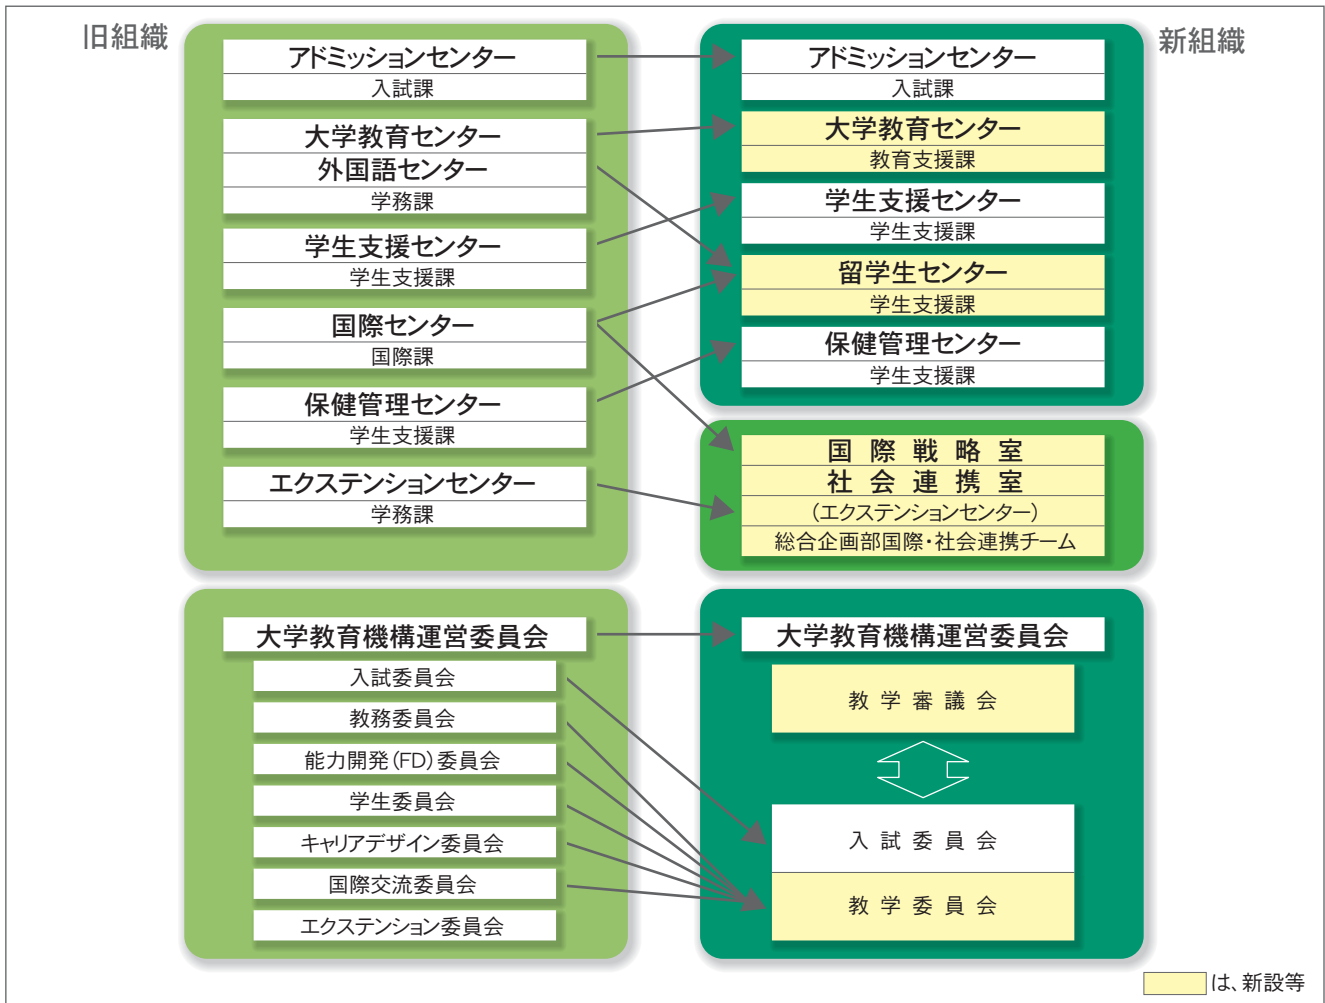 旧組織
アドミッションセンター
入試課
大学教育センター
外国語センター
学務課
学生支援センター
学生支援課
国際センター
国際課
保健管理センター
学生支援課
エクステンションセンター
学務課
新組織
アドミッションセンター
入試課
大学教育センター
教育支援課
学生支援センター
学生支援課
留学生センター
学生支援課
保健管理センター
学生支援課
国際戦略室
社会連携室
(エクステンションセンター)
総合企画部国際・社会連携チーム
大学教育機構運営委員会
入試委員会
教務委員会
能力開発(FD)委員会
学生委員会
キャリアデザイン委員会
国際交流委員会
エクステンション委員会
大学教育機構運営委員会
教学審議会
入試委員会
教学委員会
は、新設等